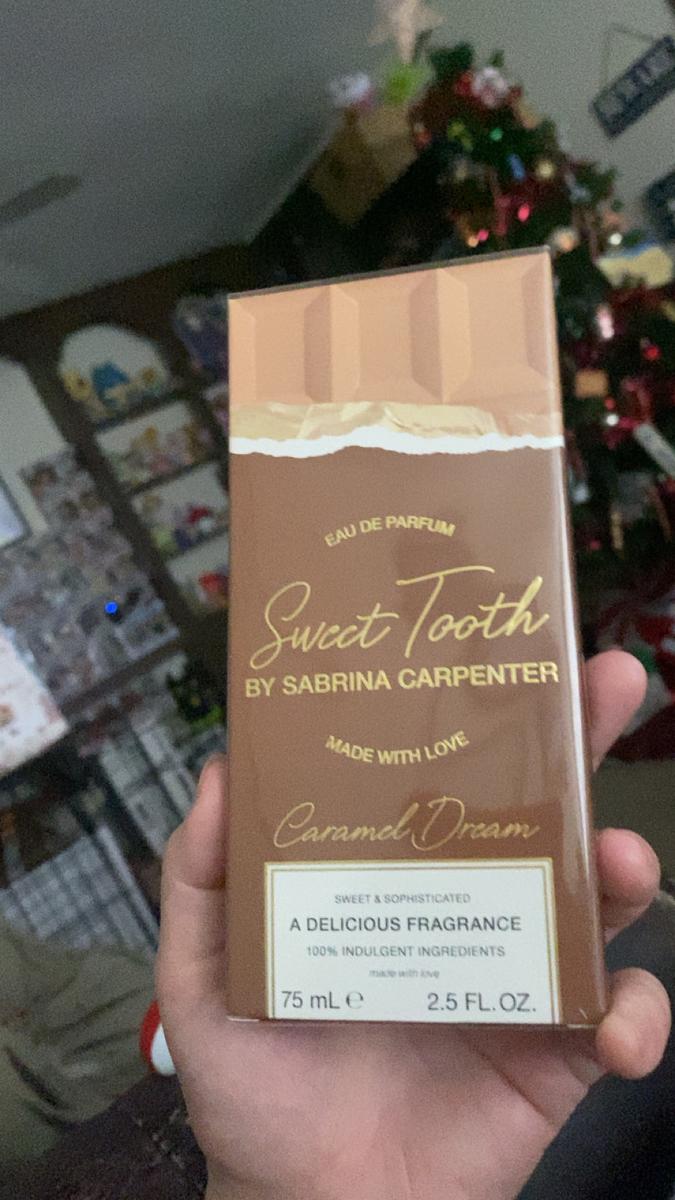 EAU DE PARFUM
Sweet Tooth
BY SABRINA CARPENTER
MADE WITH LOVE
Caramel Dream
SWEET & SOPHISTICATED
A DELICIOUS FRAGRANCE
100% INDULGENT INGREDIENTS
made with love
75 mL ℮ 2.5 FL. OZ.